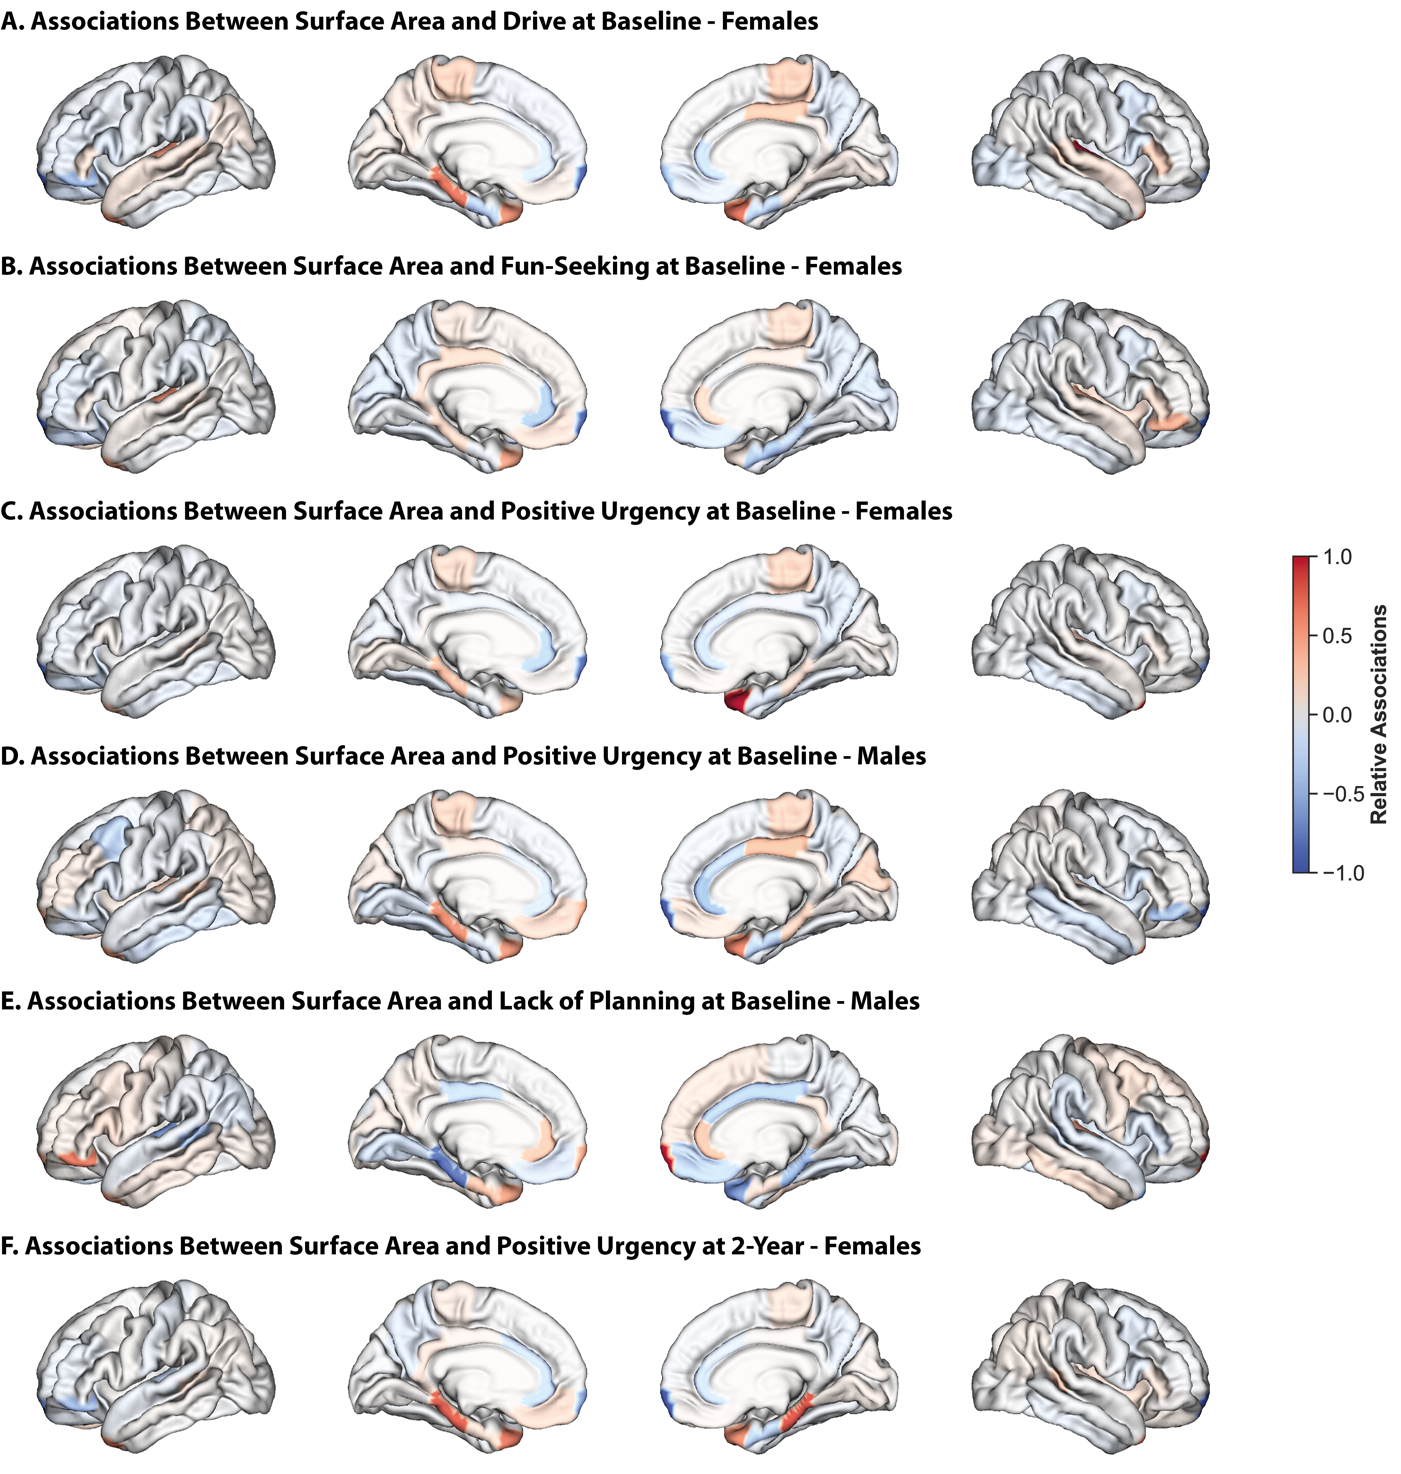 A. Associations Between Surface Area and Drive at Baseline - Females
B. Associations Between Surface Area and Fun-Seeking at Baseline - Females
C. Associations Between Surface Area and Positive Urgency at Baseline - Females
D. Associations Between Surface Area and Positive Urgency at Baseline - Males
E. Associations Between Surface Area and Lack of Planning at Baseline - Males
F. Associations Between Surface Area and Positive Urgency at 2-Year - Females
1.0
0.5
0.0
−0.5
−1.0
Relative Associations